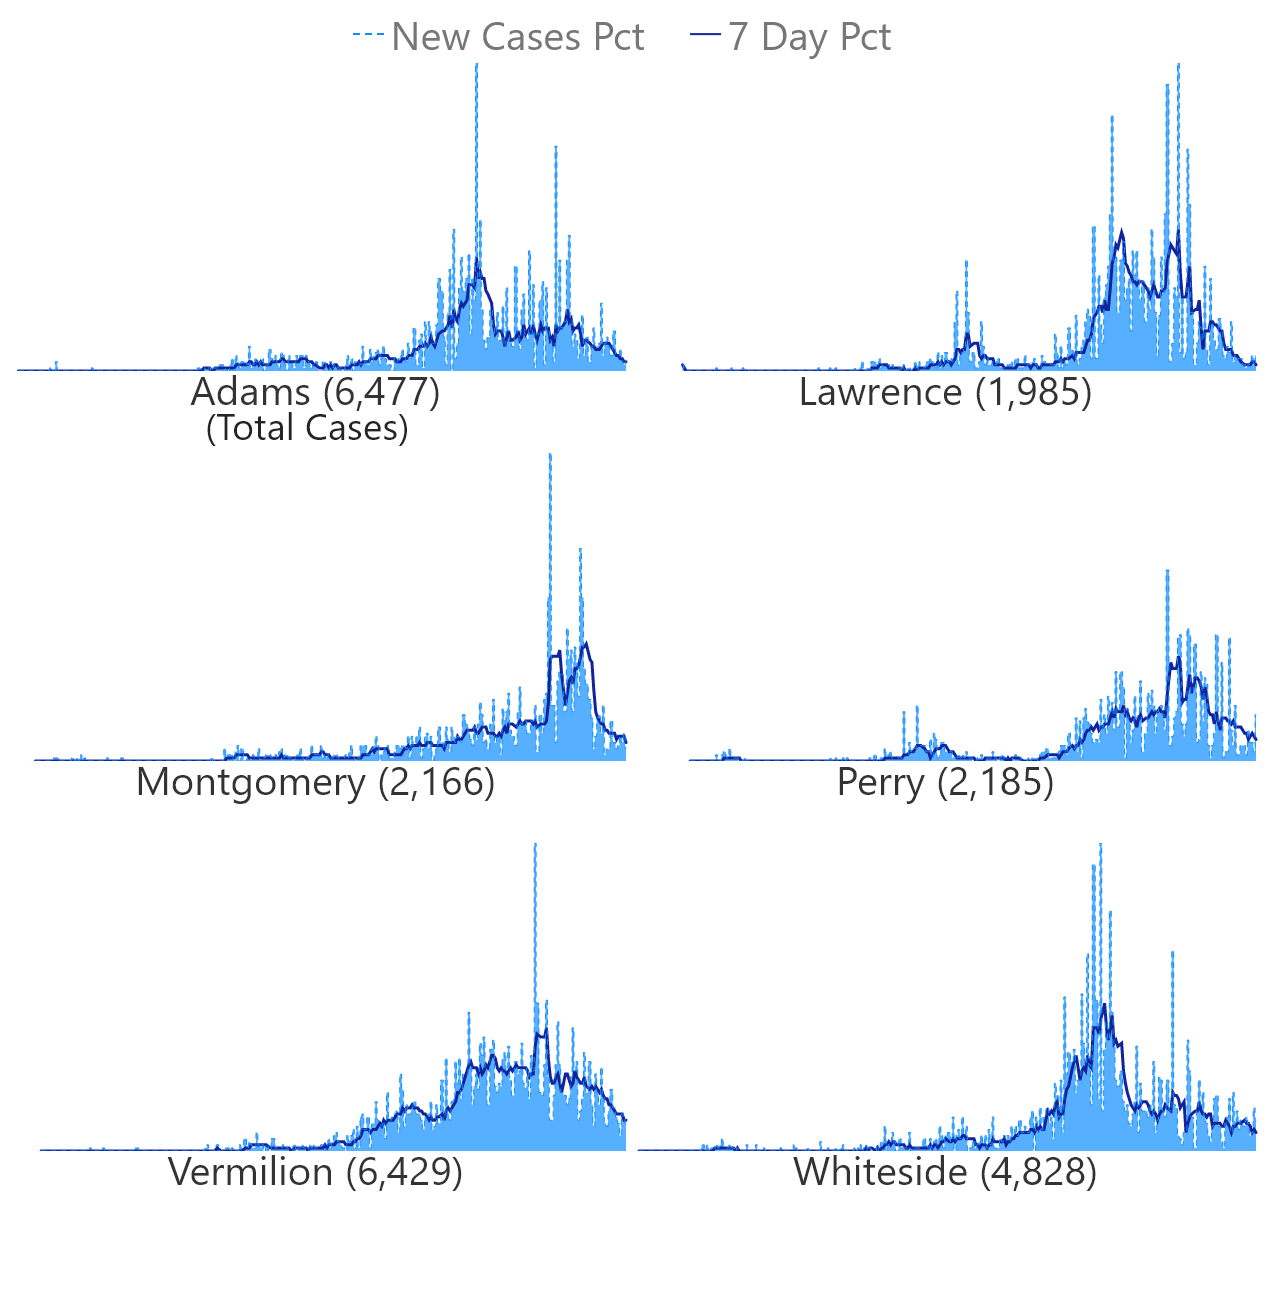 New Cases Pct 7 Day Pct
Adams (6,477) Lawrence (1,985)
(Total Cases)
Montgomery (2,166) Perry (2,185)
Vermilion (6,429) Whiteside (4,828)